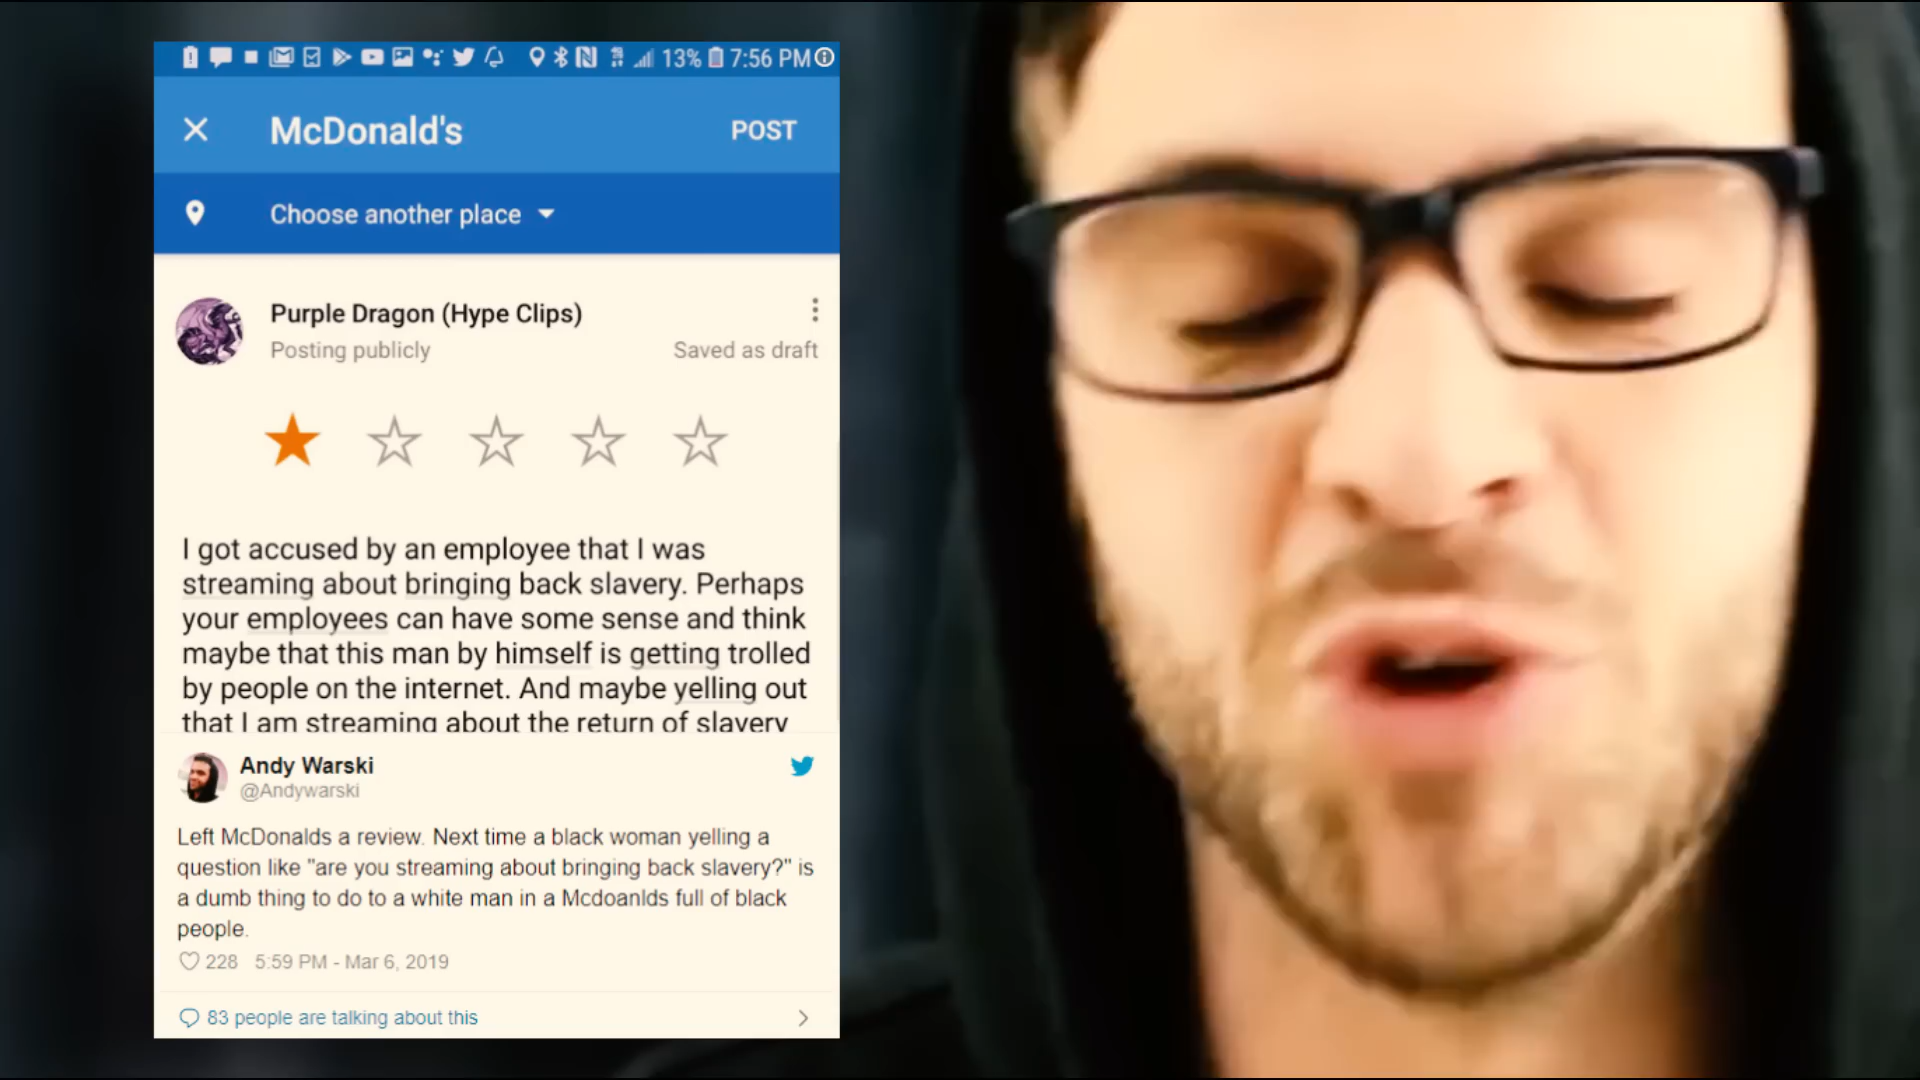 13% 7:56 PM
McDonald's
POST
Choose another place
Purple Dragon (Hype Clips)
Posting publicly
Saved as draft
I got accused by an employee that I was
streaming about bringing back slavery. Perhaps
your employees can have some sense and think
maybe that this man by himself is getting trolled
by people on the internet. And maybe yelling out
that I am streaming about the return of slavery
Andy Warski
@Andywarski
Left McDonalds a review. Next time a black woman yelling a
question like "are you streaming about bringing back slavery?" is
a dumb thing to do to a white man in a Mcdoanlds full of black
people.
228 5:59 PM - Mar 6, 2019
83 people are talking about this